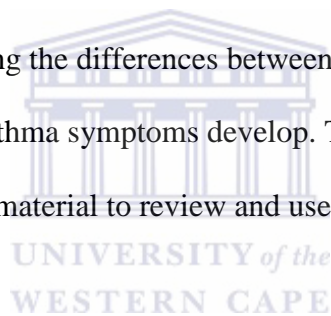 ng the differences between
thma symptoms develop. T
material to review and use
UNIVERSITY of the
WESTERN CAPE